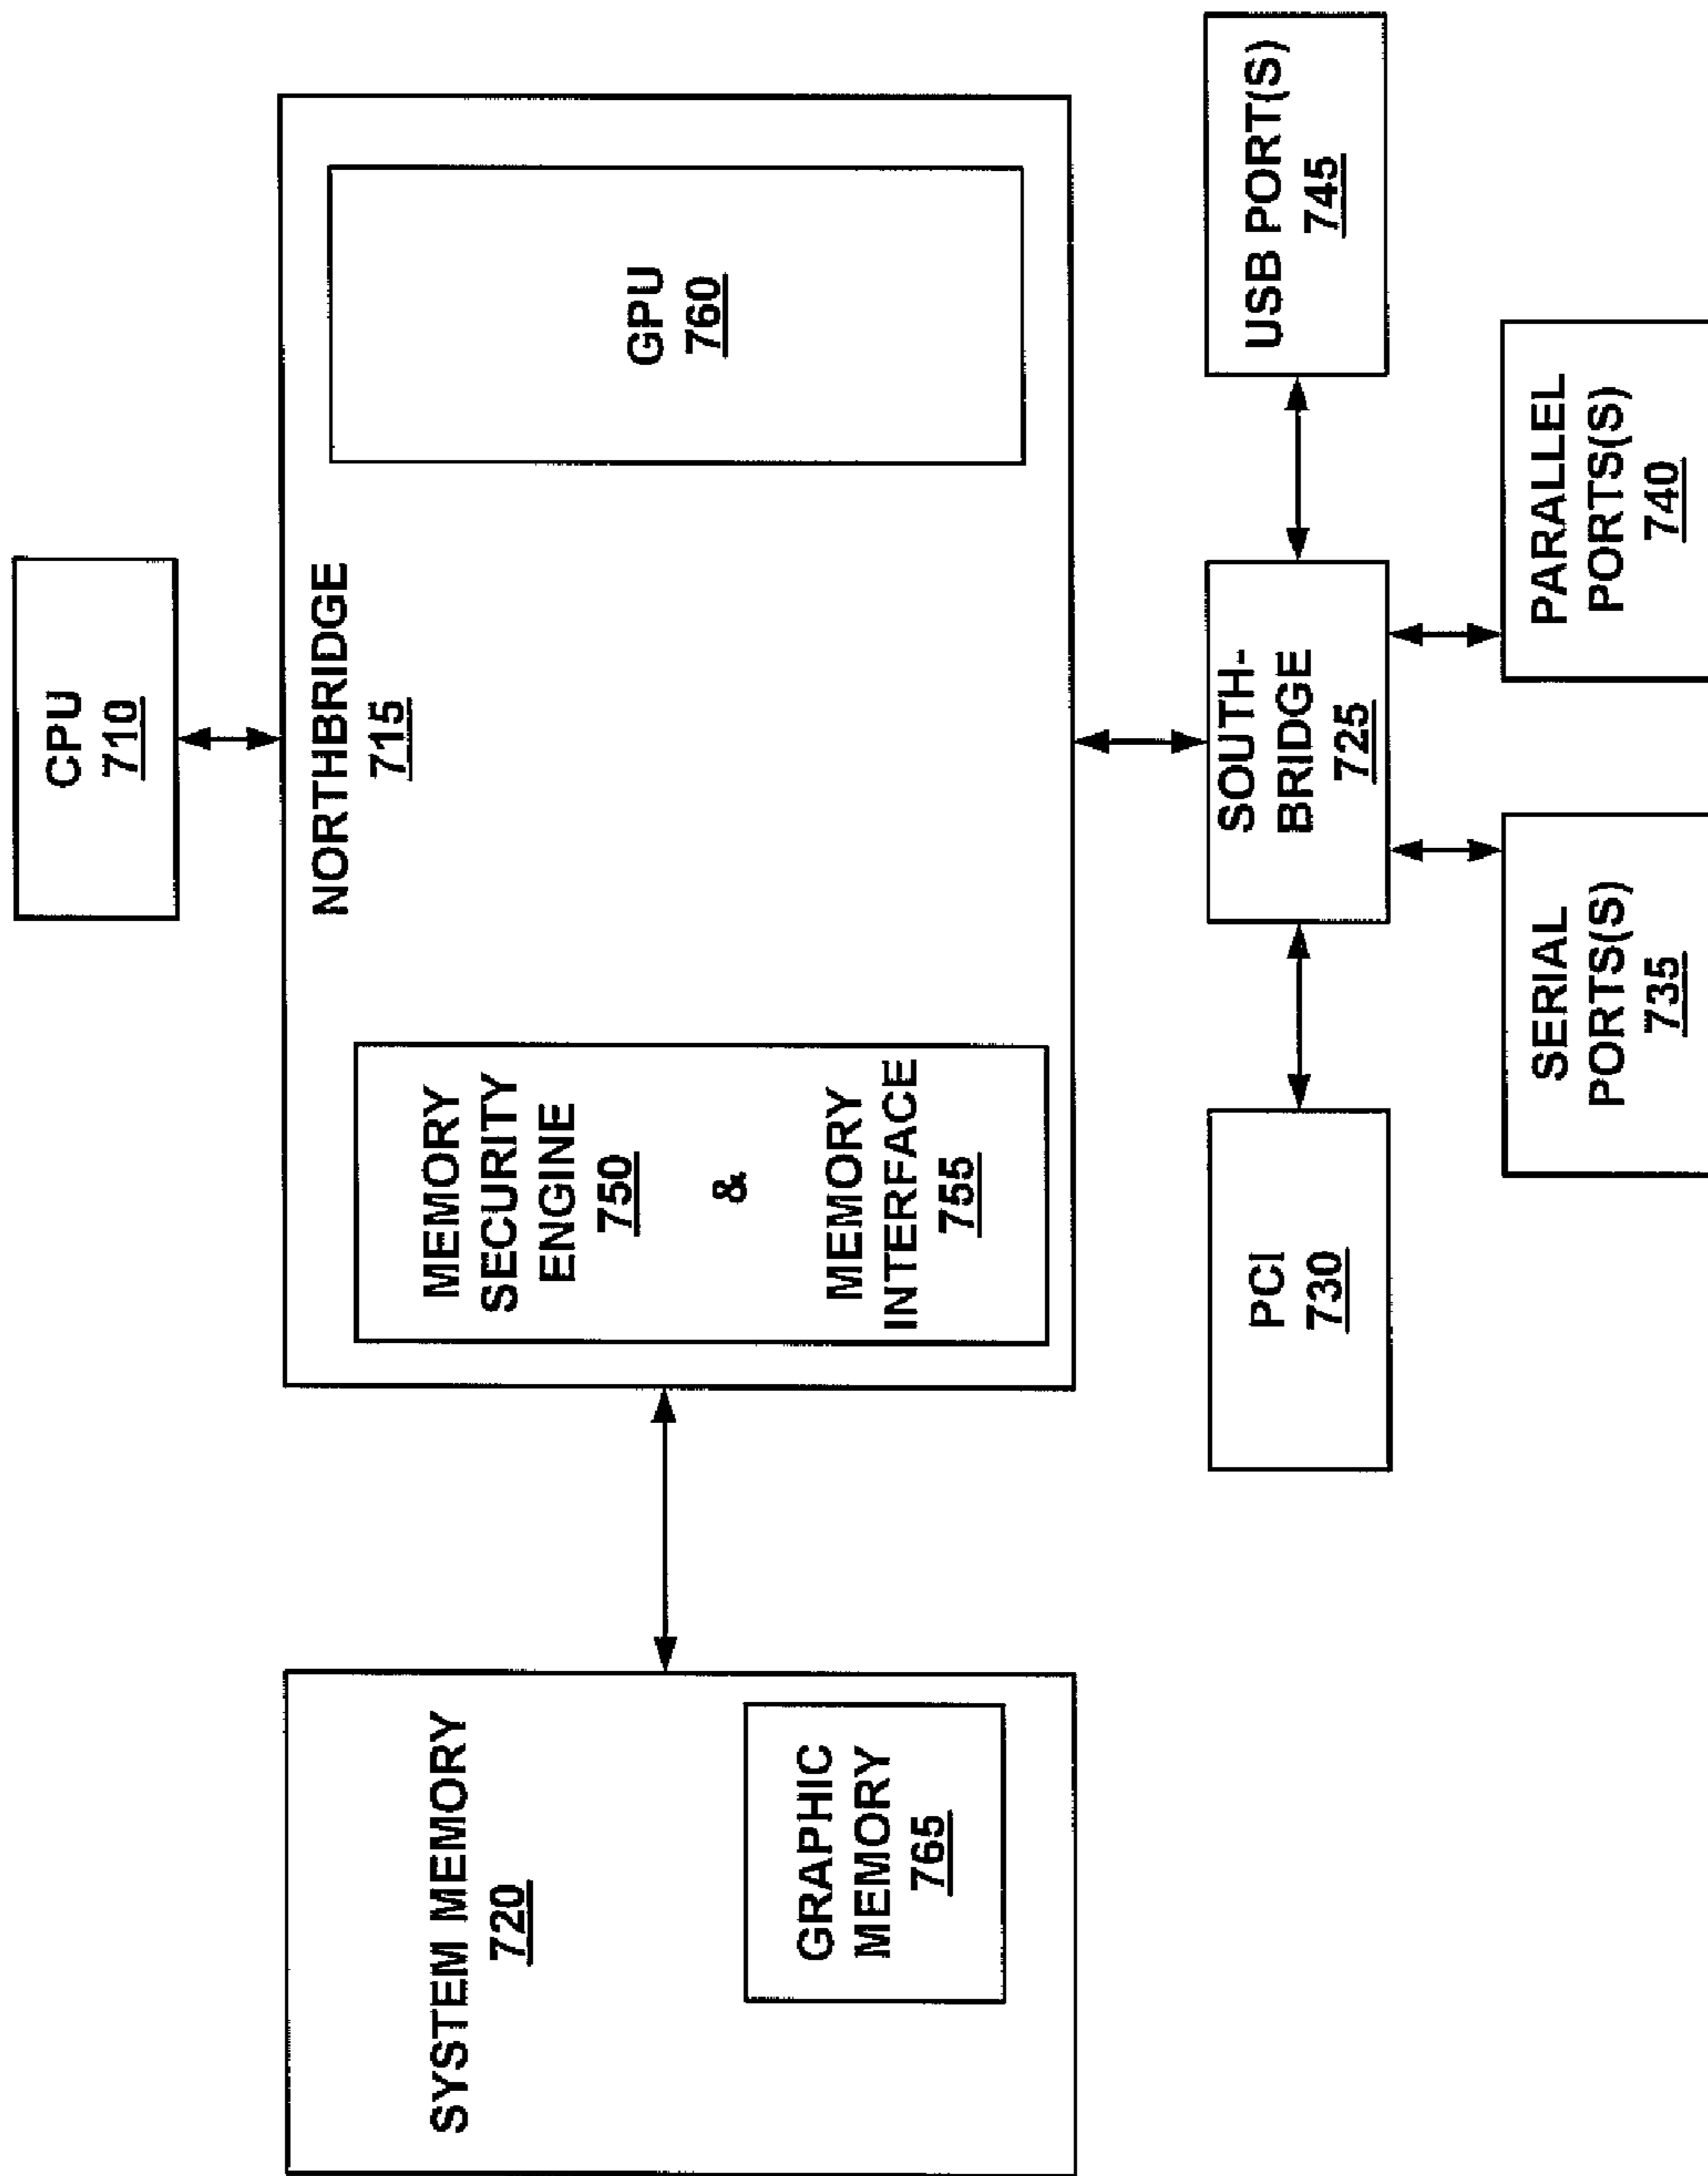 CPU
710
NORTHBRIDGE
715
SYSTEM MEMORY
720
GRAPHIC
MEMORY
765
MEMORY
SECURITY
ENGINE
750
&
MEMORY
INTERFACE
755
GPU
760
SOUTH-
BRIDGE
725
PCI
730
USB PORT(S)
745
SERIAL
PORTS(S)
735
PARALLEL
PORTS(S)
740